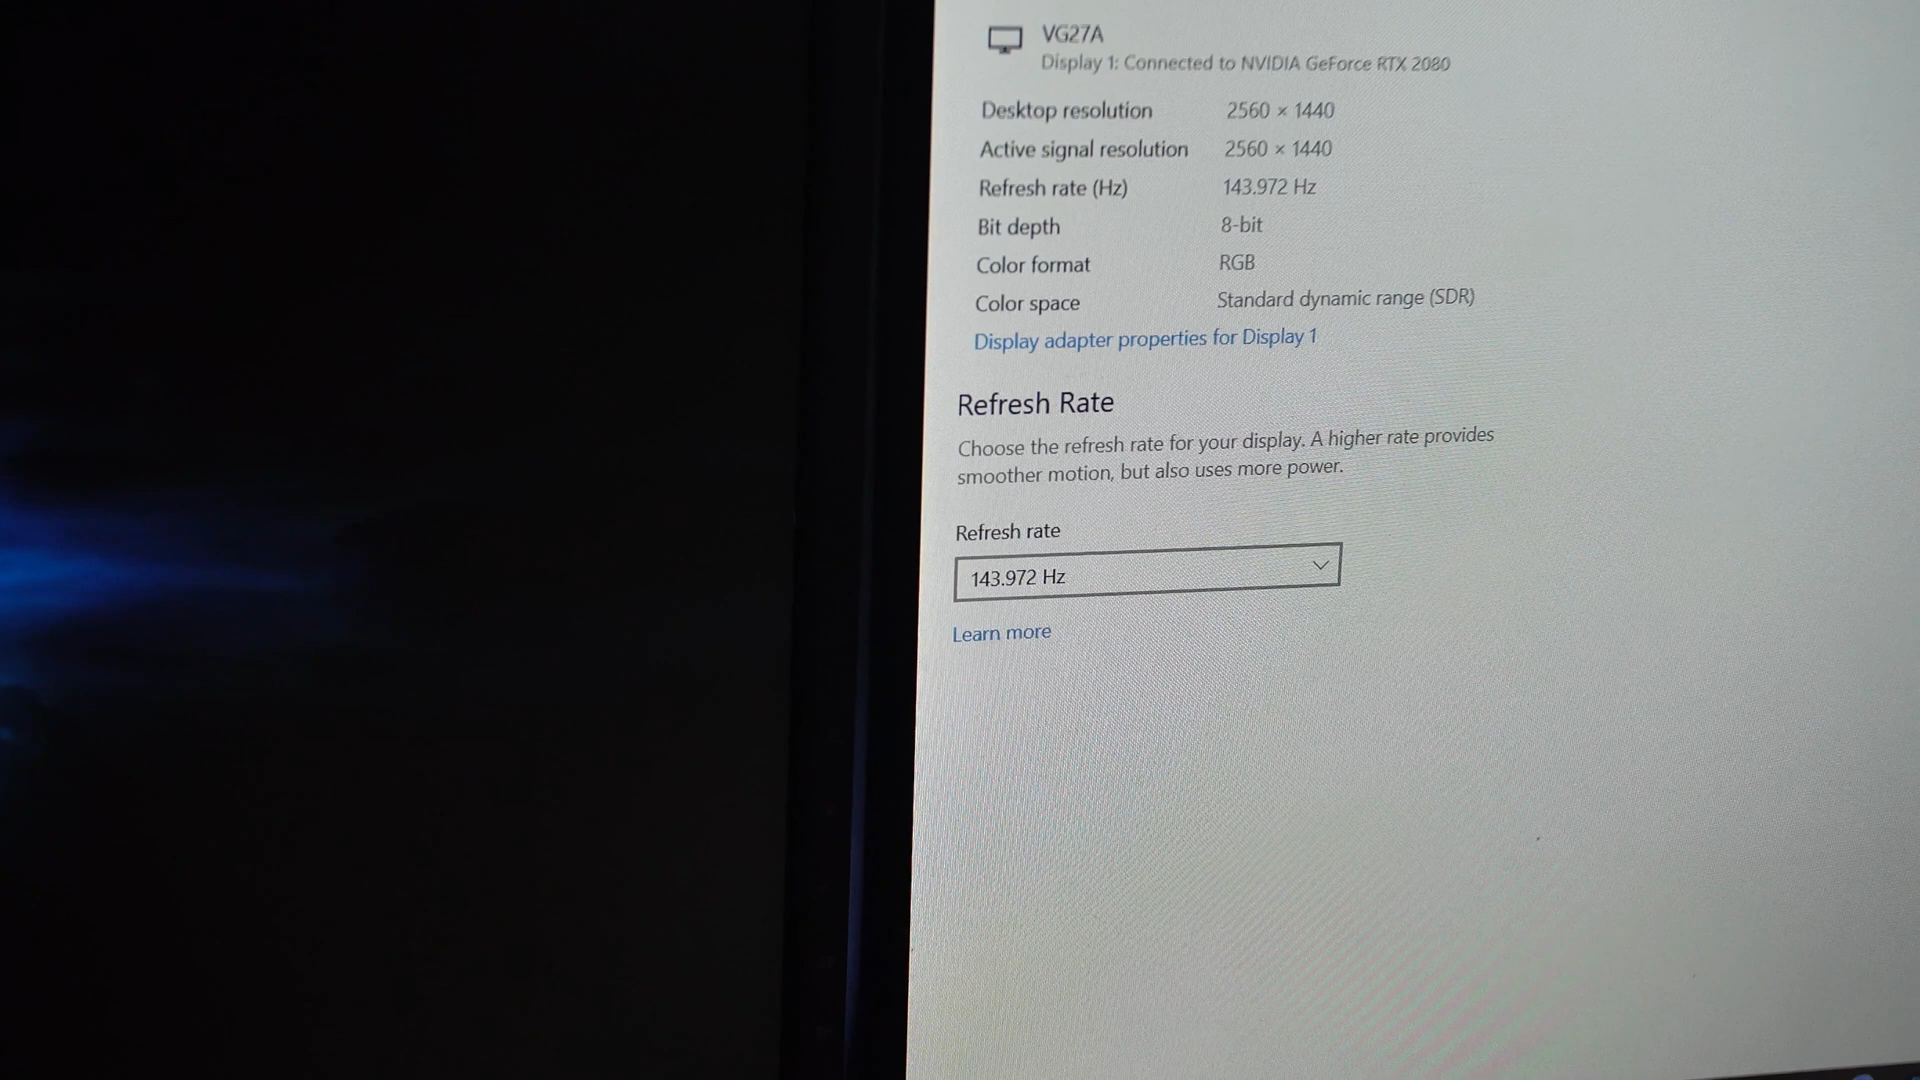 VG27A
Display 1: Connected to NVIDIA GeForce RTX 2080
Desktop resolution 2560 × 1440
Active signal resolution 2560 × 1440
Refresh rate (Hz) 143.972 Hz
Bit depth 8-bit
Color format RGB
Color space Standard dynamic range (SDR)
Display adapter properties for Display 1
Refresh Rate
Choose the refresh rate for your display. A higher rate provides
smoother motion, but also uses more power.
Refresh rate
143.972 Hz
Learn more